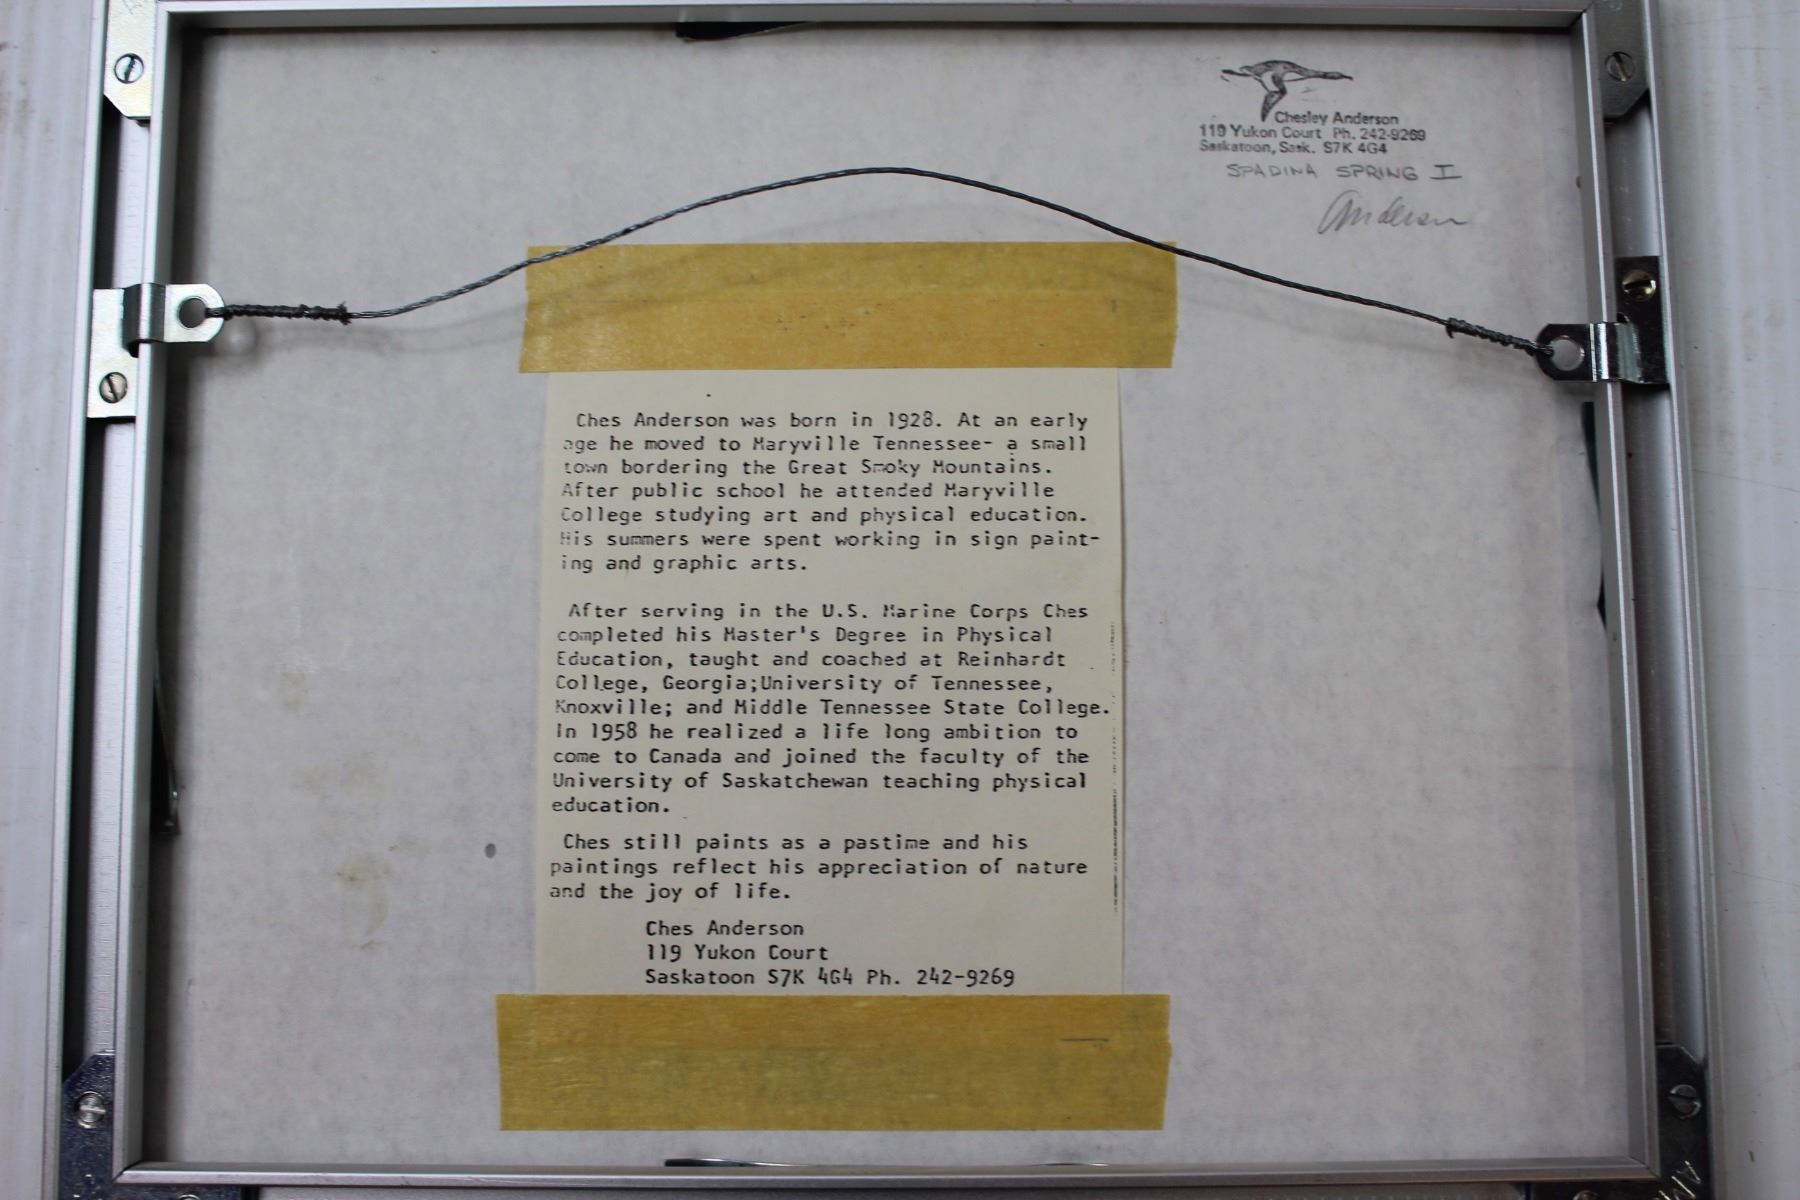 Chesley Anderson
119 Yukon Court Ph. 242-9269
Saskatoon, Sask. S7K 4G4
SPADINA SPRING I
Anderson
Ches Anderson was born in 1928. At an early
age he moved to Maryville Tennessee- a small
town bordering the Great Smoky Mountains.
After public school he attended Maryville
College studying art and physical education.
His summers were spent working in sign paint-
ing and graphic arts.
After serving in the U.S. Marine Corps Ches
completed his Master's Degree in Physical
Education, taught and coached at Reinhardt
College, Georgia;University of Tennessee,
Knoxville; and Middle Tennessee State College.
In 1958 he realized a life long ambition to
come to Canada and joined the faculty of the
University of Saskatchewan teaching physical
education.
Ches still paints as a pastime and his
paintings reflect his appreciation of nature
and the joy of life.
Ches Anderson
119 Yukon Court
Saskatoon S7K 4G4 Ph. 242-9269